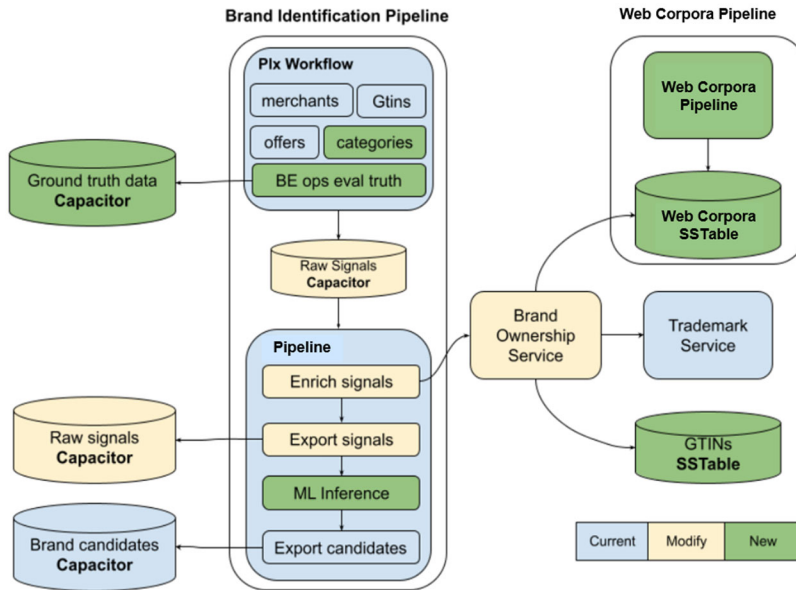 Brand Identification Pipeline
Web Corpora Pipeline
Plx Workflow
merchants
Gtins
offers
categories
BE ops eval truth
Ground truth data
Capacitor
Web Corpora
Pipeline
Web Corpora
SSTable
Raw Signals
Capacitor
Brand
Ownership
Service
Trademark
Service
Pipeline
Enrich signals
Export signals
ML Inference
Export candidates
Raw signals
Capacitor
GTINs
SSTable
Brand candidates
Capacitor
Current
Modify
New